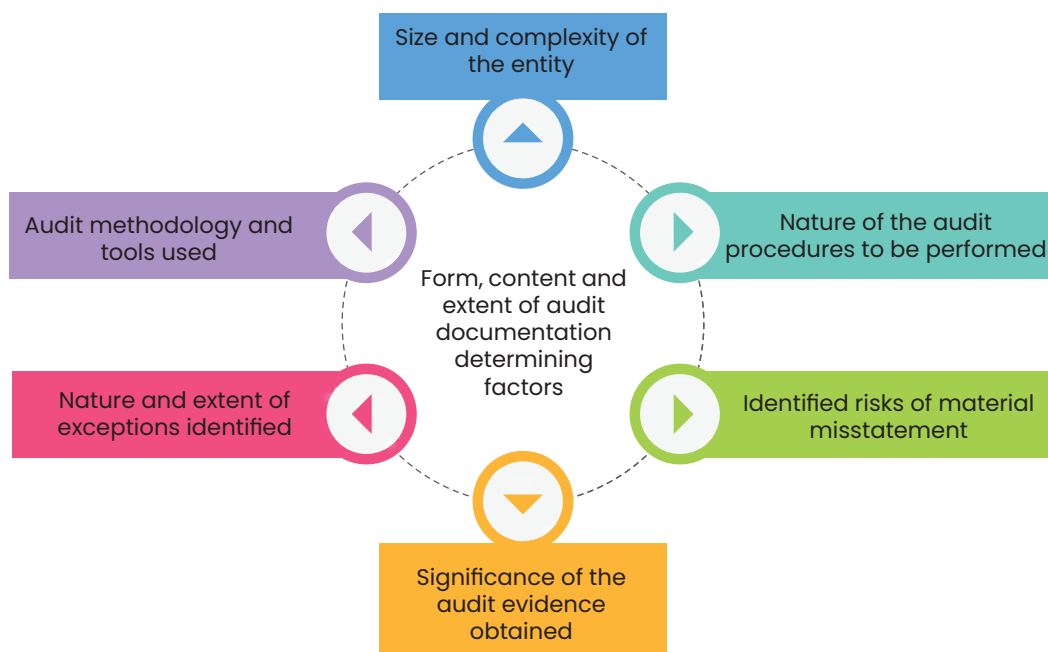 Size and complexity of
the entity
Nature of the audit
procedures to be performed
Identified risks of material
misstatement
Significance of the
audit evidence
obtained
Nature and extent of
exceptions identified
Audit methodology and
tools used
Form, content and
extent of audit
documentation
determining
factors